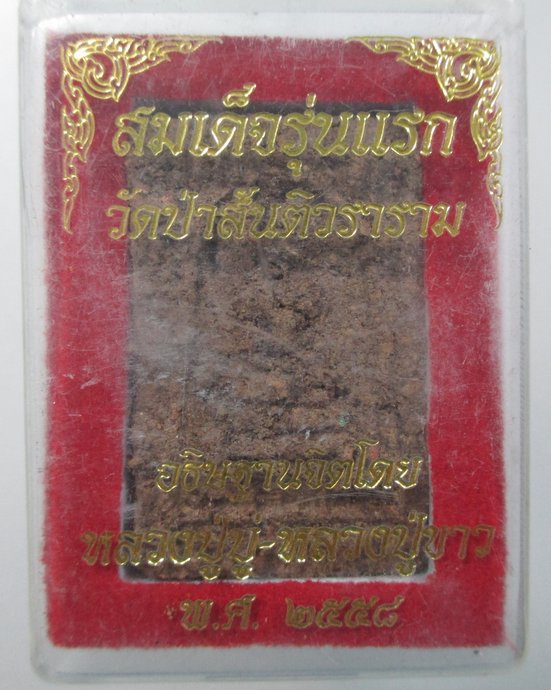 สมเด็จรุ่นแรก
วัดป่าสันติวราราม
อธิษฐานจิตโดย
หลวงปู่บู่-หลวงปู่ขาว
พ.ศ. ๒๕๕๘